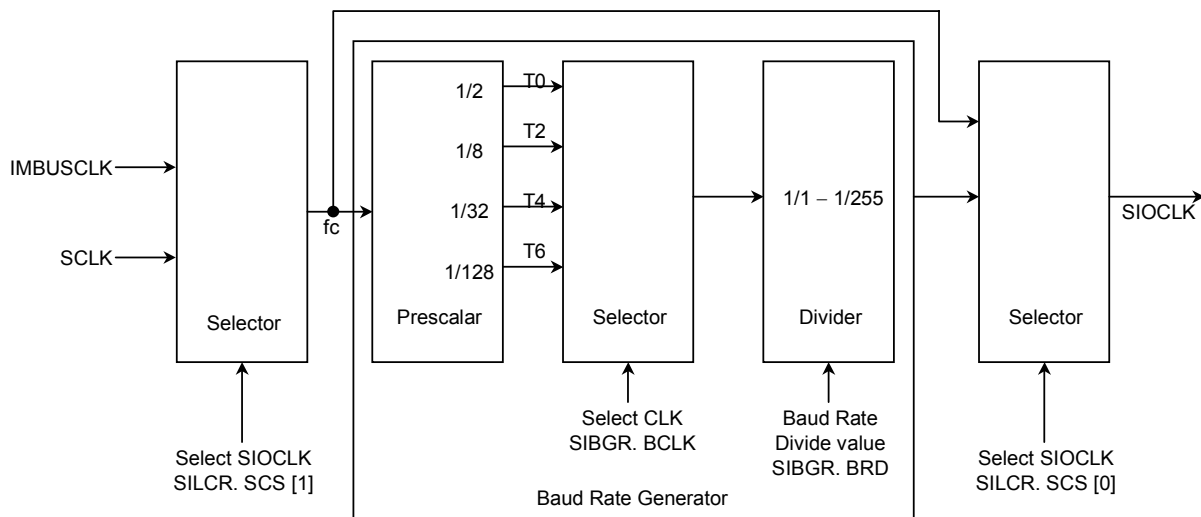 IMBUSCLK
SCLK
Selector
Select SIOCLK
SILCR. SCS [1]
fc
1/2
1/8
1/32
1/128
Prescalar
T0
T2
T4
T6
Selector
Select CLK
SIBGR. BCLK
1/1 – 1/255
Divider
Baud Rate
Divide value
SIBGR. BRD
Baud Rate Generator
Selector
Select SIOCLK
SILCR. SCS [0]
SIOCLK